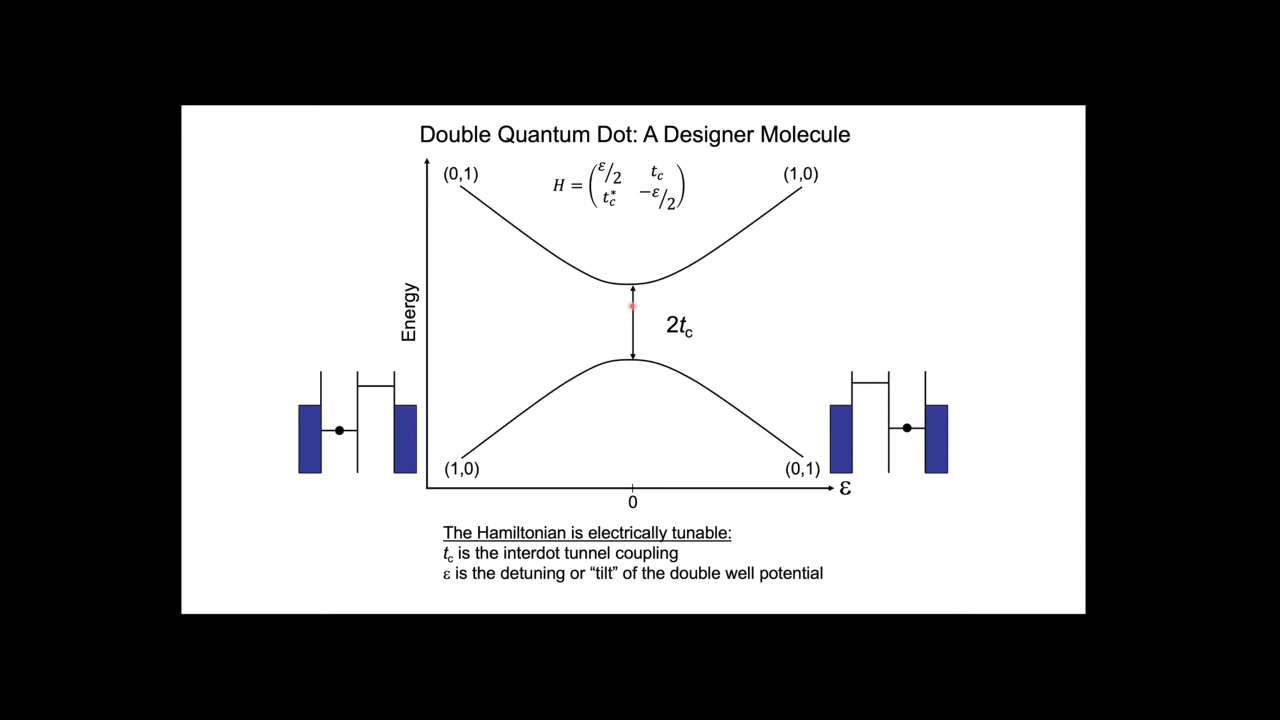 Double Quantum Dot: A Designer Molecule
(0,1)
H = (ε/2 t_c
t_c^* −ε/2)
(1,0)
Energy
2t_c
(1,0)
(0,1)
0
ε
The Hamiltonian is electrically tunable:
t_c is the interdot tunnel coupling
ε is the detuning or “tilt” of the double well potential